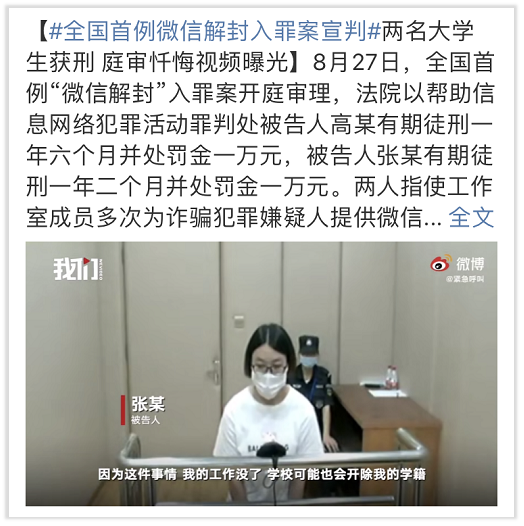 【#全国首例微信解封入罪案宣判#两名大学
生获刑 庭审忏悔视频曝光】8月27日，全国首
例“微信解封”入罪案开庭审理，法院以帮助信
息网络犯罪活动罪判处被告人高某有期徒刑一
年六个月并处罚金一万元，被告人张某有期徒
刑一年二个月并处罚金一万元。两人指使工作
室成员多次为诈骗犯罪嫌疑人提供微信... 全文
我们
微博
@紧急呼叫
张某
被告人
因为这件事情 我的工作没了 学校可能也会开除我的学籍